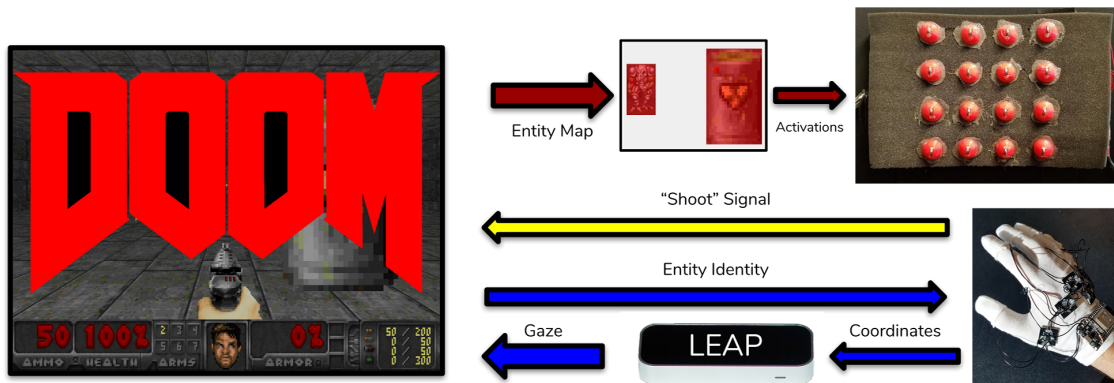 DOOM
50
100%
2 3 4
5 6 7
0%
50 / 200
0 / 50
0 / 50
0 / 300
AMMO
HEALTH
ARMS
ARMOR
Entity Map
Activations
“Shoot” Signal
Entity Identity
Gaze
LEAP
Coordinates